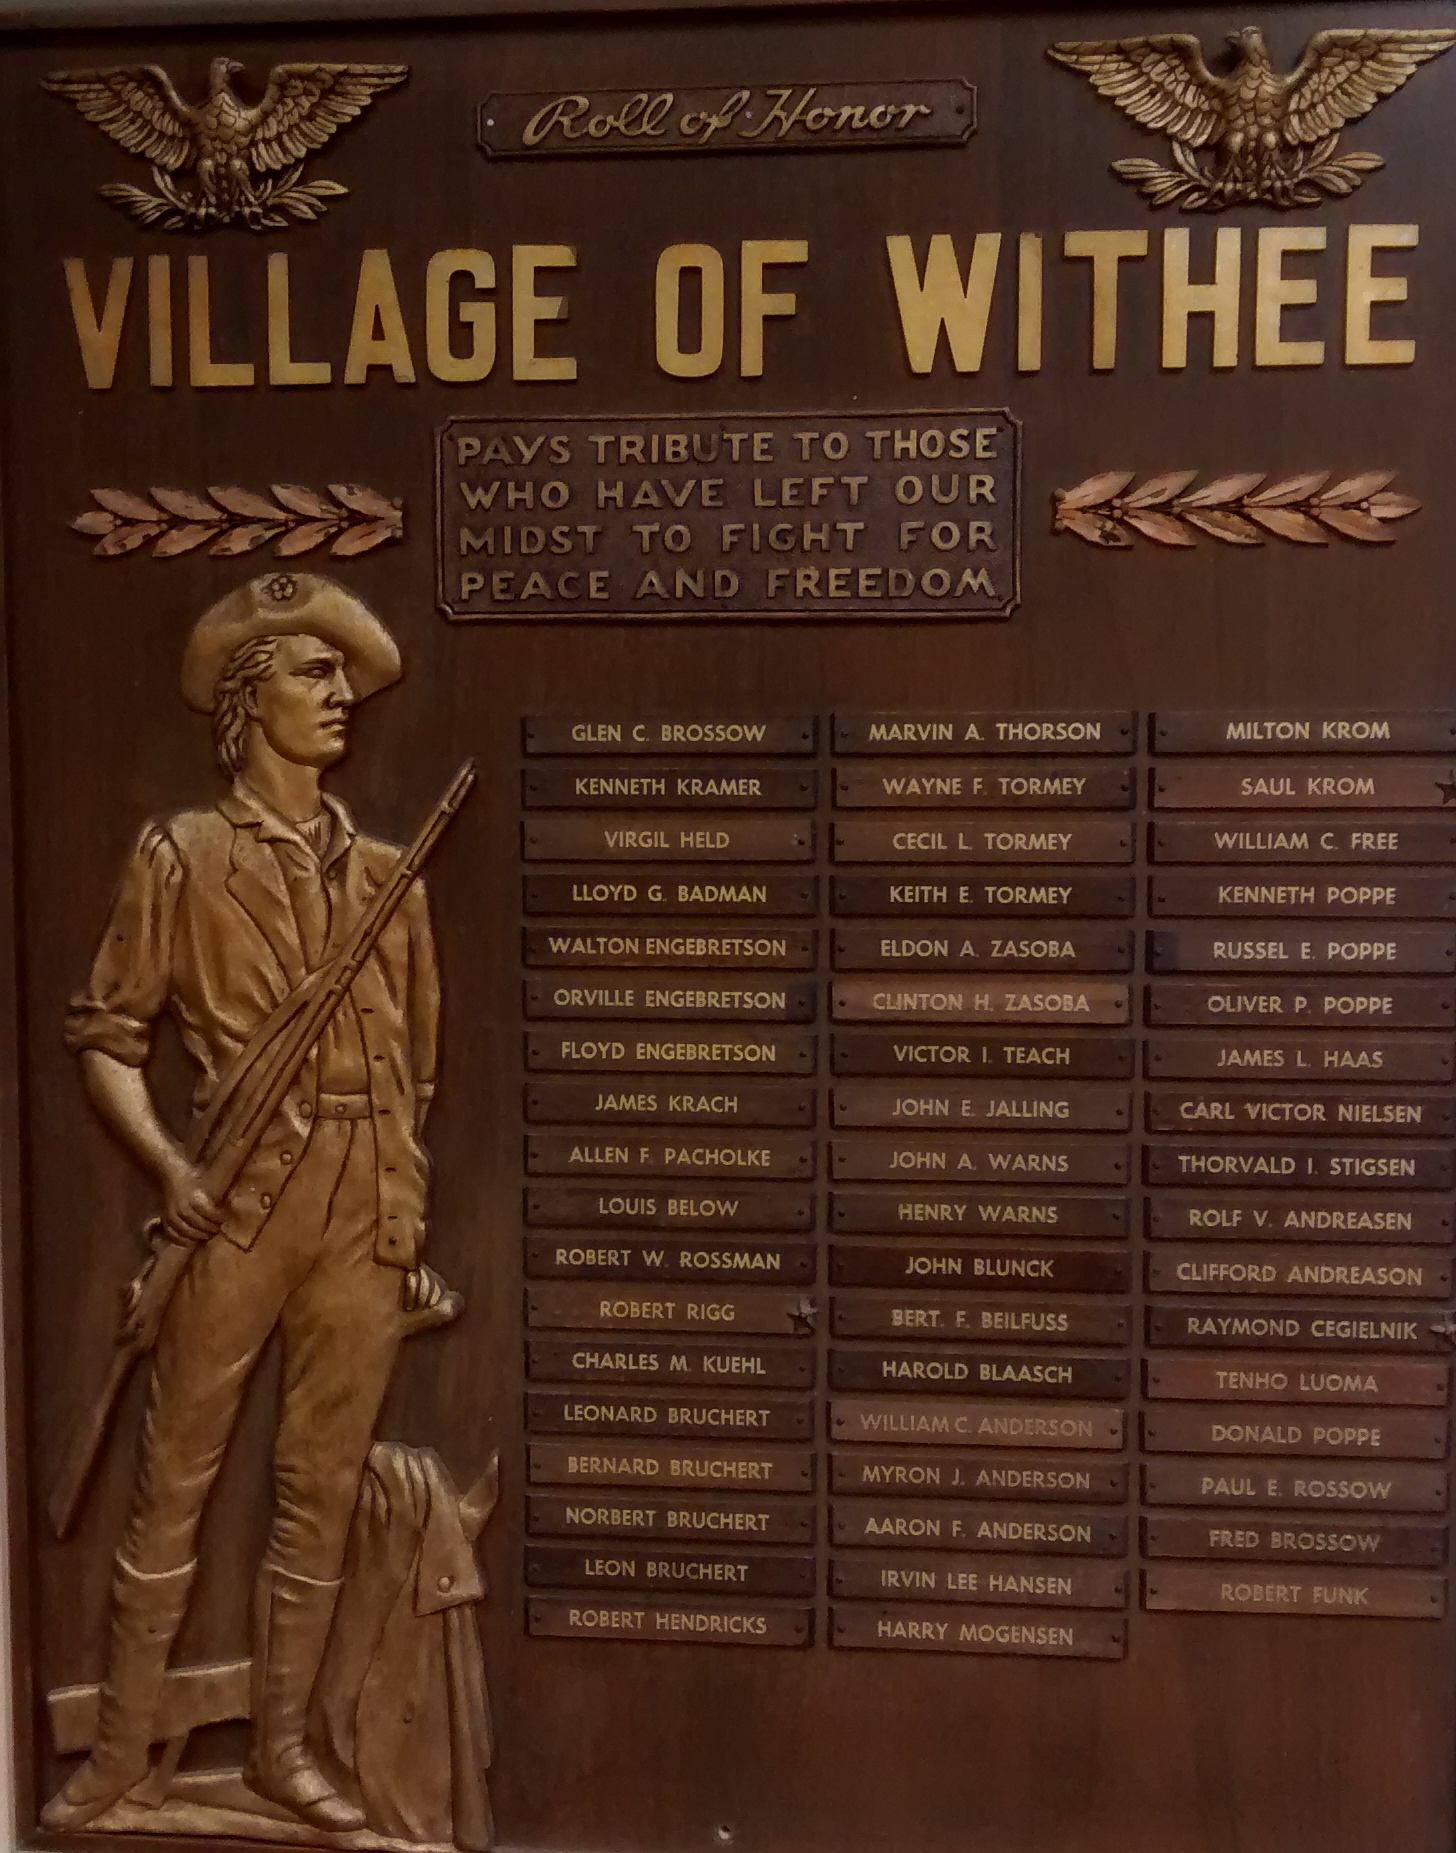 Roll of Honor
VILLAGE OF WITHEE
PAYS TRIBUTE TO THOSE
WHO HAVE LEFT OUR
MIDST TO FIGHT FOR
PEACE AND FREEDOM
GLEN C. BROSSOW
KENNETH KRAMER
VIRGIL HELD
LLOYD G. BADMAN
WALTON ENGEBRETSON
ORVILLE ENGEBRETSON
FLOYD ENGEBRETSON
JAMES KRACH
ALLEN F. PACHOLKE
LOUIS BELOW
ROBERT W. ROSSMAN
ROBERT RIGG
CHARLES M. KUEHL
LEONARD BRUCHERT
BERNARD BRUCHERT
NORBERT BRUCHERT
LEON BRUCHERT
ROBERT HENDRICKS
MARVIN A. THORSON
WAYNE F. TORMEY
CECIL L. TORMEY
KEITH E. TORMEY
ELDON A. ZASOBA
CLINTON H. ZASOBA
VICTOR I. TEACH
JOHN E. JALLING
JOHN A. WARNS
HENRY WARNS
JOHN BLUNCK
BERT. F. BEILFUSS
HAROLD BLAASCH
WILLIAM C. ANDERSON
MYRON J. ANDERSON
AARON F. ANDERSON
IRVIN LEE HANSEN
HARRY MOGENSEN
MILTON KROM
SAUL KROM
WILLIAM C. FREE
KENNETH POPPE
RUSSEL E. POPPE
OLIVER P. POPPE
JAMES L. HAAS
CARL VICTOR NIELSEN
THORVALD I. STIGSEN
ROLF V. ANDREASEN
CLIFFORD ANDREASON
RAYMOND CEGIELNIK
TENHO LUOMA
DONALD POPPE
PAUL E. ROSSOW
FRED BROSSOW
ROBERT FUNK